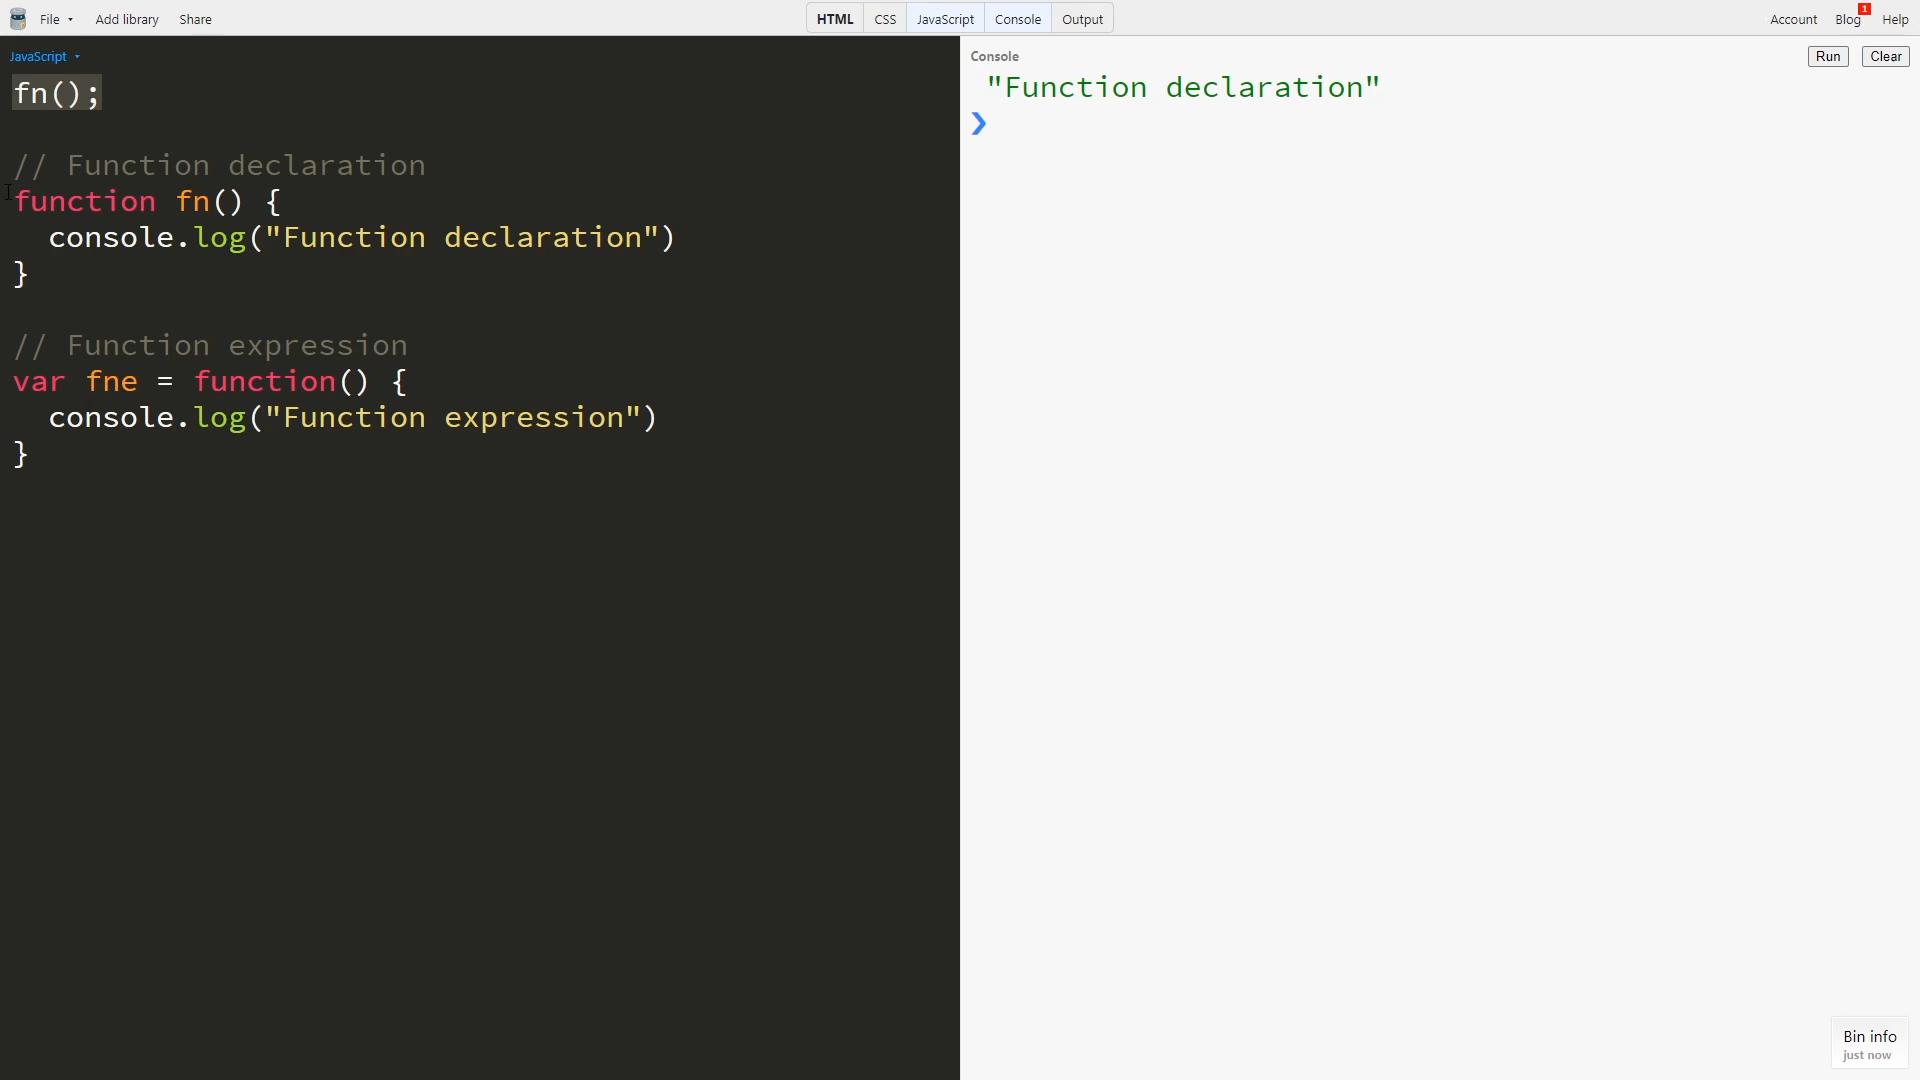 File Add library Share HTML CSS JavaScript Console Output Account Blog 1 Help
JavaScript
fn();
// Function declaration
function fn() {
  console.log("Function declaration")
}
// Function expression
var fne = function() {
  console.log("Function expression")
}
Console Run Clear
"Function declaration"
❯
Bin info
just now